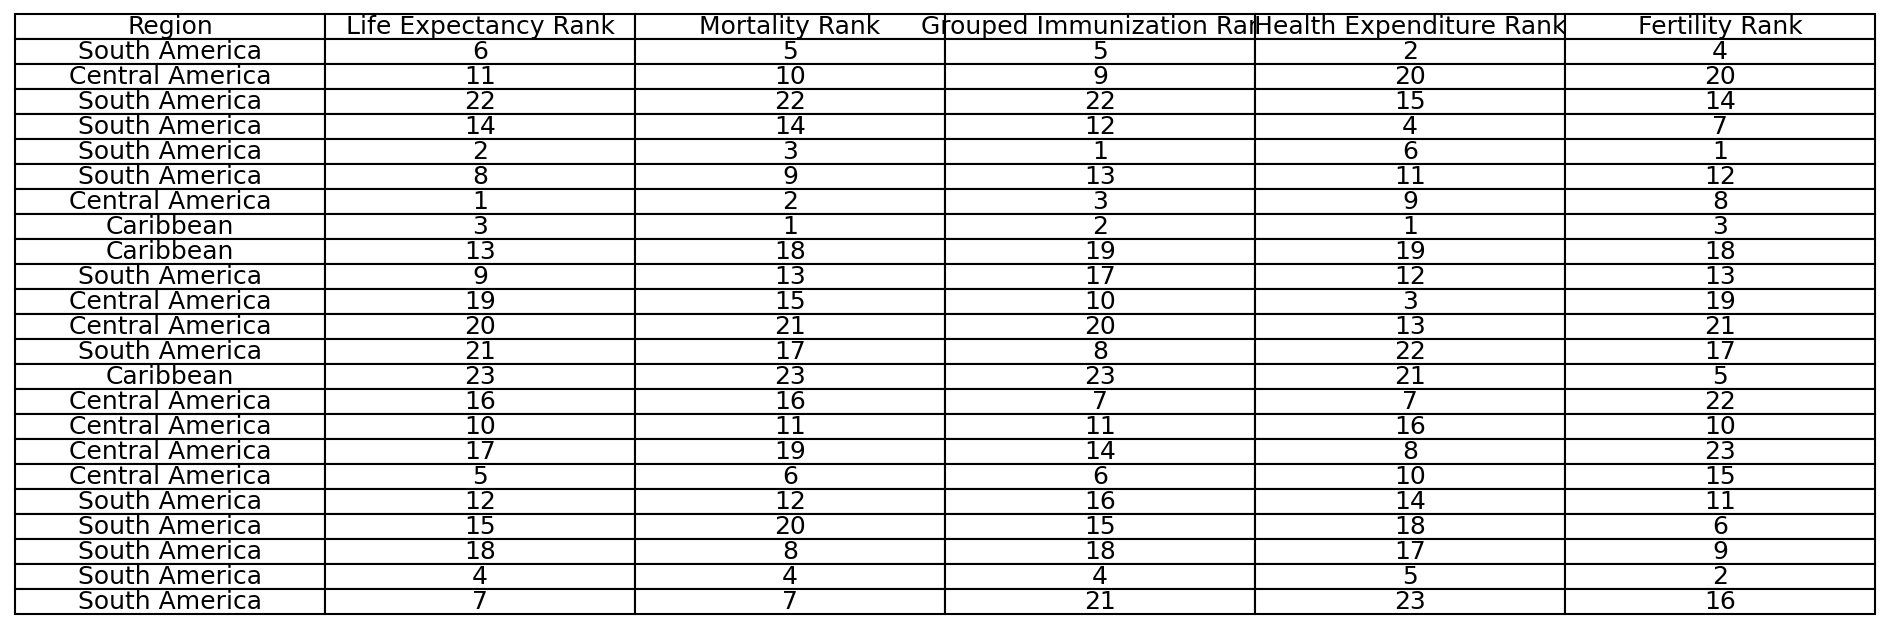 Region Life Expectancy Rank Mortality Rank Grouped Immunization Ran Health Expenditure Rank Fertility Rank
South America 6 5 5 2 4
Central America 11 10 9 20 20
South America 22 22 22 15 14
South America 14 14 12 4 7
South America 2 3 1 6 1
South America 8 9 13 11 12
Central America 1 2 3 9 8
Caribbean 3 1 2 1 3
Caribbean 13 18 19 19 18
South America 9 13 17 12 13
Central America 19 15 10 3 19
Central America 20 21 20 13 21
South America 21 17 8 22 17
Caribbean 23 23 23 21 5
Central America 16 16 7 7 22
Central America 10 11 11 16 10
Central America 17 19 14 8 23
Central America 5 6 6 10 15
South America 12 12 16 14 11
South America 15 20 15 18 6
South America 18 8 18 17 9
South America 4 4 4 5 2
South America 7 7 21 23 16